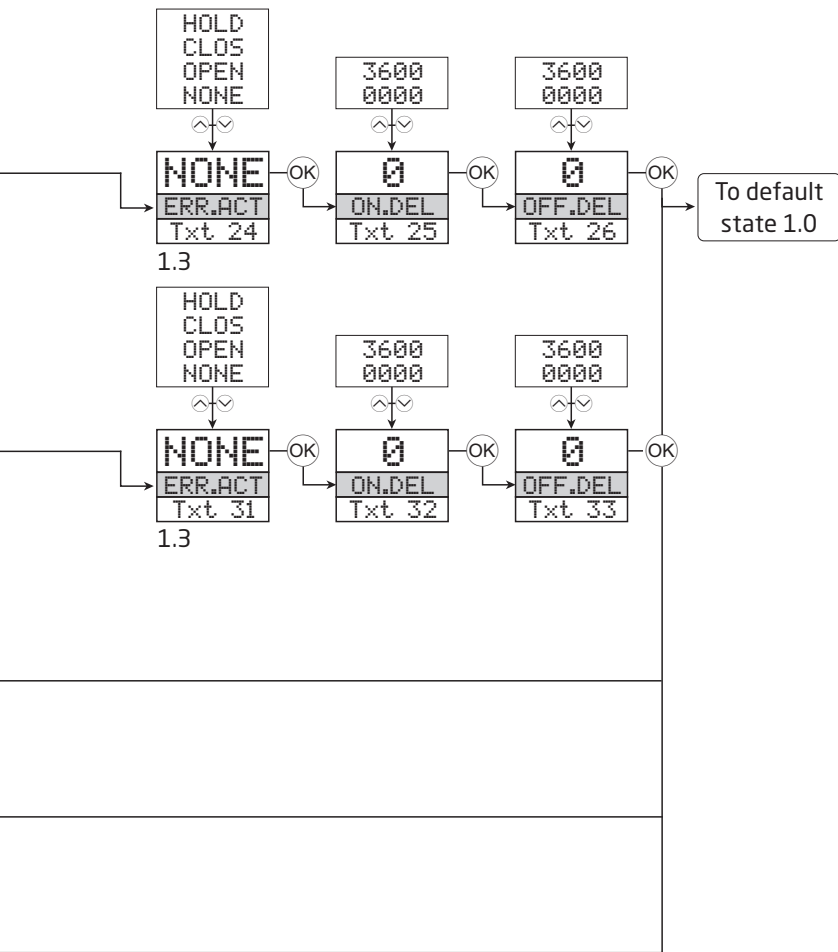 HOLD
CLOS
OPEN
NONE
3600
0000
3600
0000
NONE
OK
0
OK
0
OK
ERR.ACT
ON.DEL
OFF.DEL
To default
state 1.0
Txt 24
Txt 25
Txt 26
1.3
HOLD
CLOS
OPEN
NONE
3600
0000
3600
0000
NONE
OK
0
OK
0
OK
ERR.ACT
ON.DEL
OFF.DEL
Txt 31
Txt 32
Txt 33
1.3